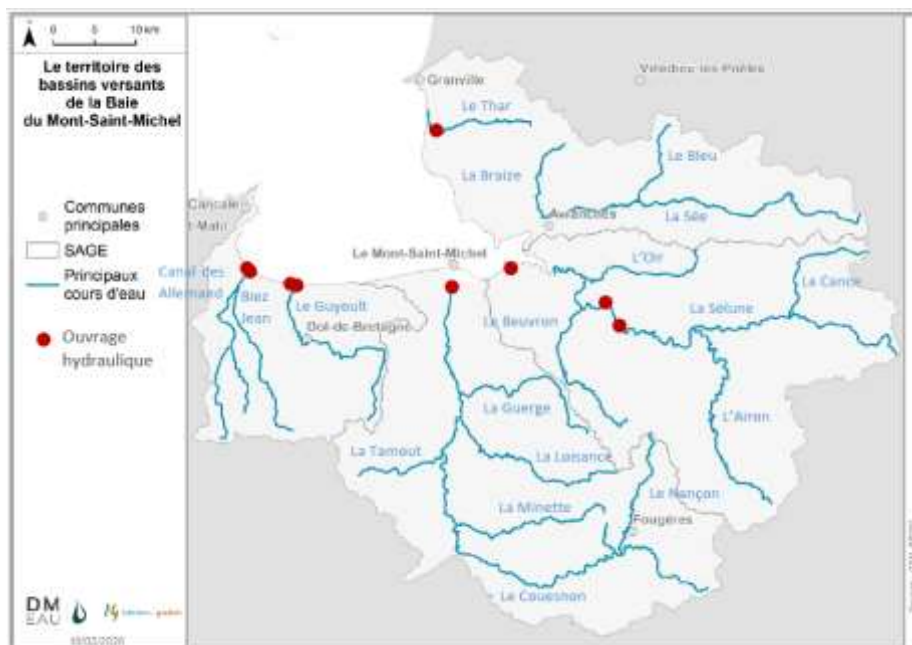 0 5 10 km
Le territoire des
bassins versants
de la Baie
du Mont-Saint-Michel
Communes
principales
SAGE
Principaux
cours d'eau
Ouvrage
hydraulique
DM
EAU
Granville
Le Thar
Le Bleu
La Braize
Avranches
La Sée
Cancale
Le Mont-Saint-Michel
L'Oir
Canal des
Allemand
Biez
Jean
Le Guyoult
Dol-de-Bretagne
Le Beuvron
La Sélune
La Guerge
L'Airon
La Tamout
La Loisance
La Minette
Le Nançon
Fougères
Le Couesnon